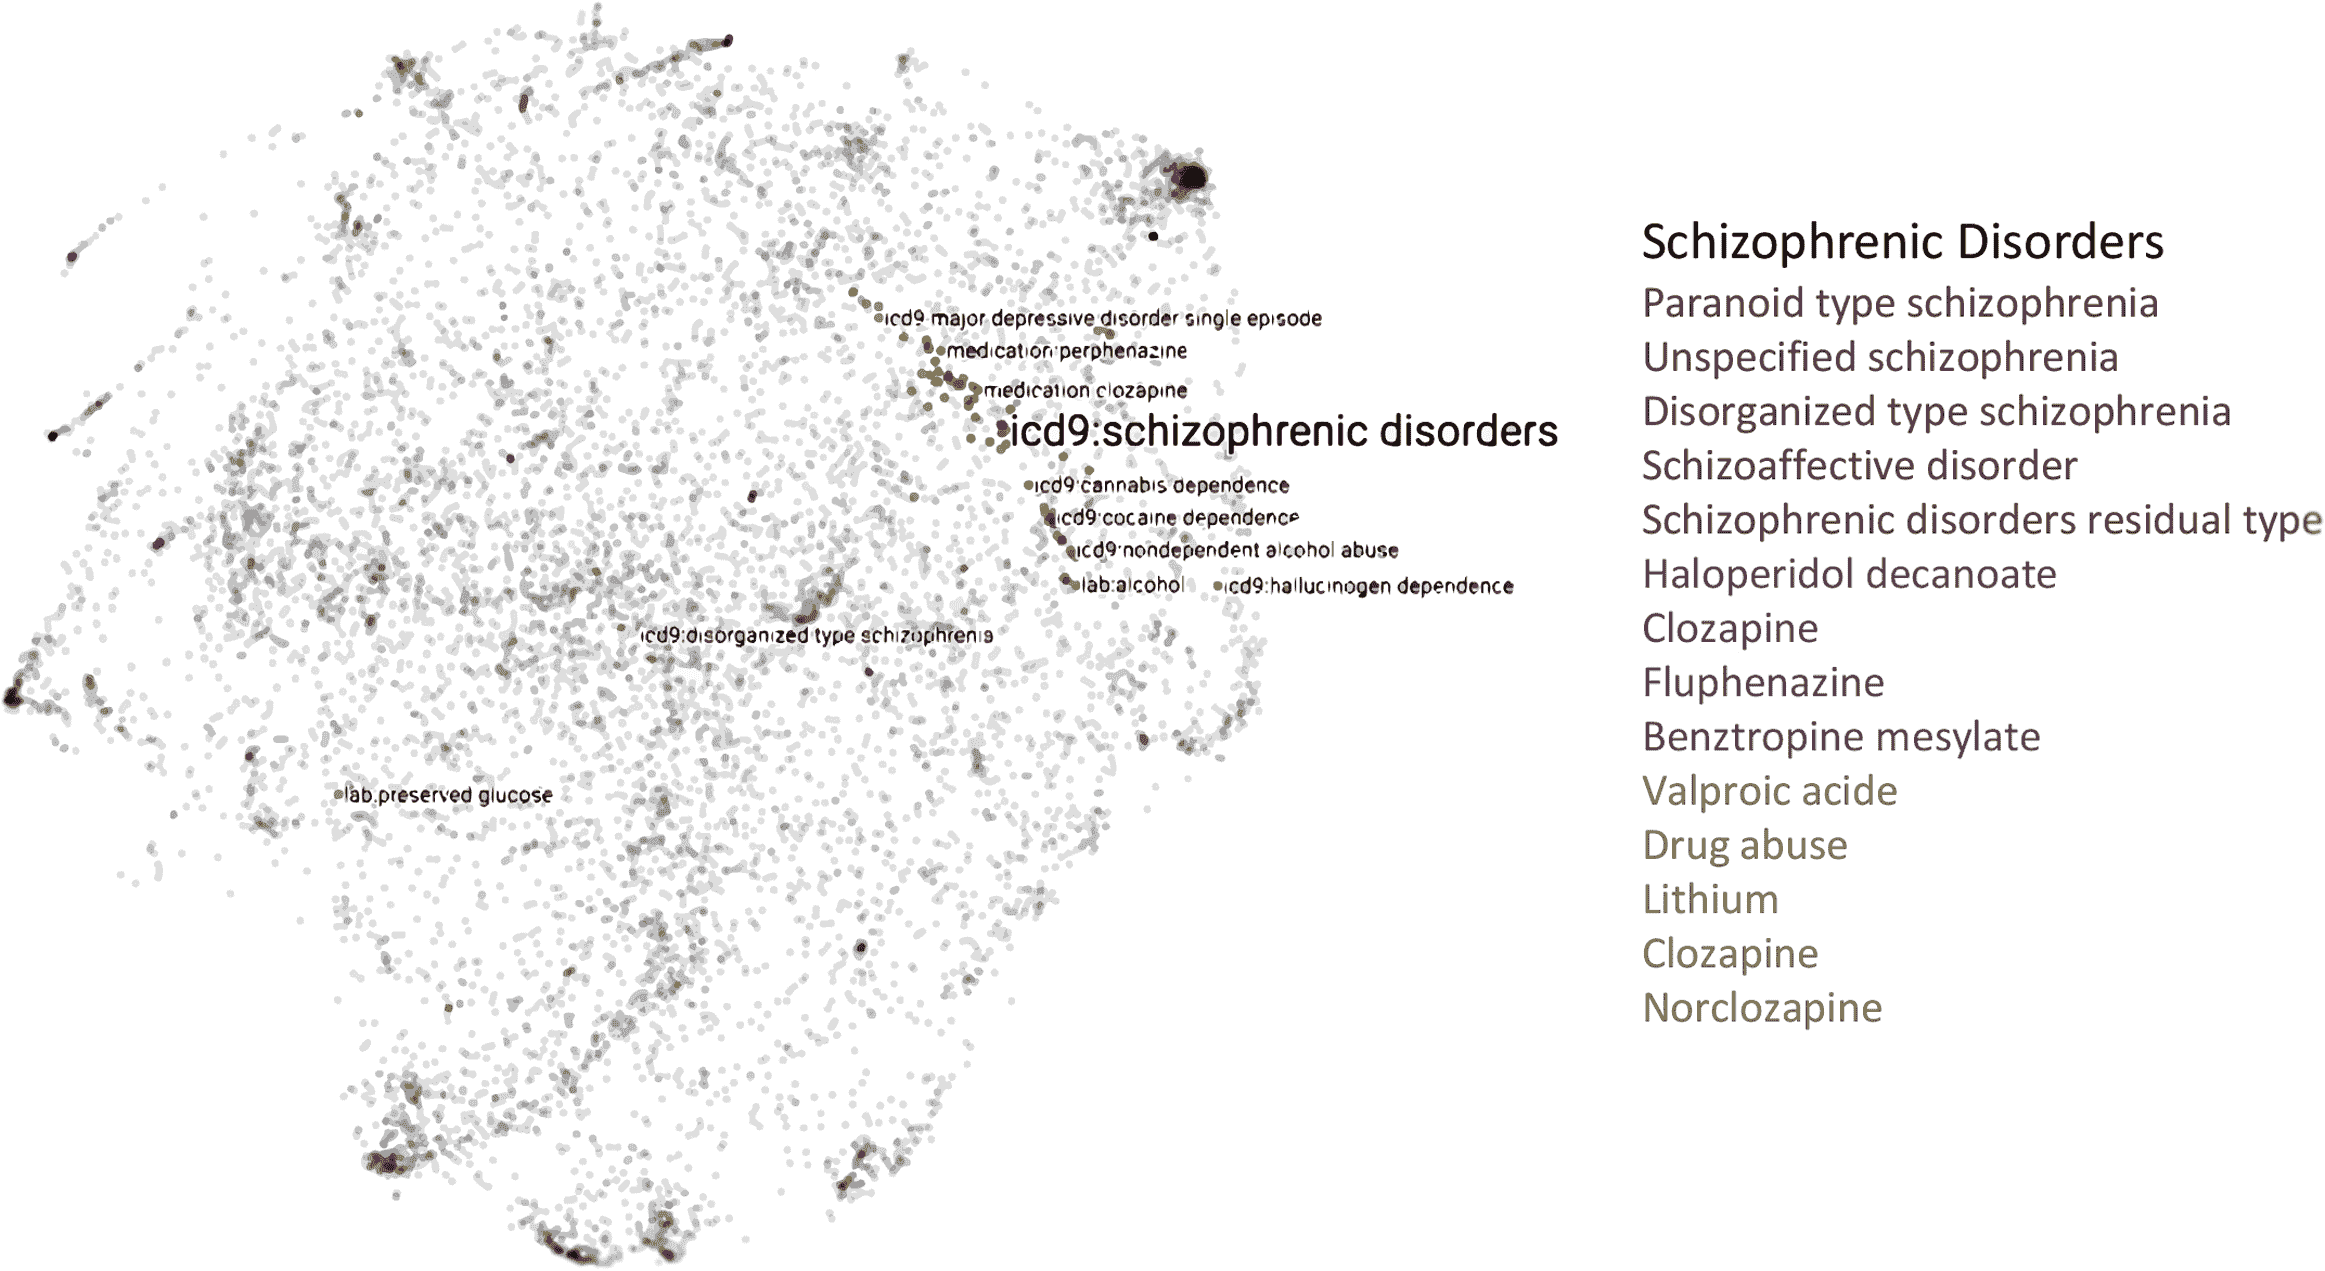 icd9:major depressive disorder single episode
medication:perphenazine
medication clozapine
icd9:schizophrenic disorders
icd9:cannabis dependence
icd9:cocaine dependence
icd9:nondependent alcohol abuse
lab:alcohol
icd9:hallucinogen dependence
icd9:disorganized type schizophrenia
lab.preserved glucose
Schizophrenic Disorders
Paranoid type schizophrenia
Unspecified schizophrenia
Disorganized type schizophrenia
Schizoaffective disorder
Schizophrenic disorders residual type
Haloperidol decanoate
Clozapine
Fluphenazine
Benztropine mesylate
Valproic acide
Drug abuse
Lithium
Clozapine
Norclozapine